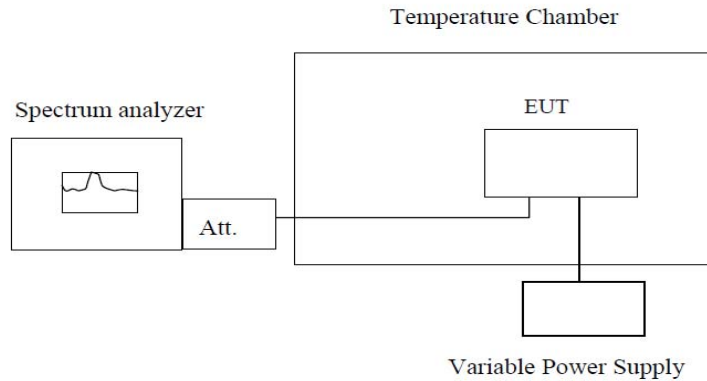 Temperature Chamber
Spectrum analyzer
EUT
Att.
Variable Power Supply